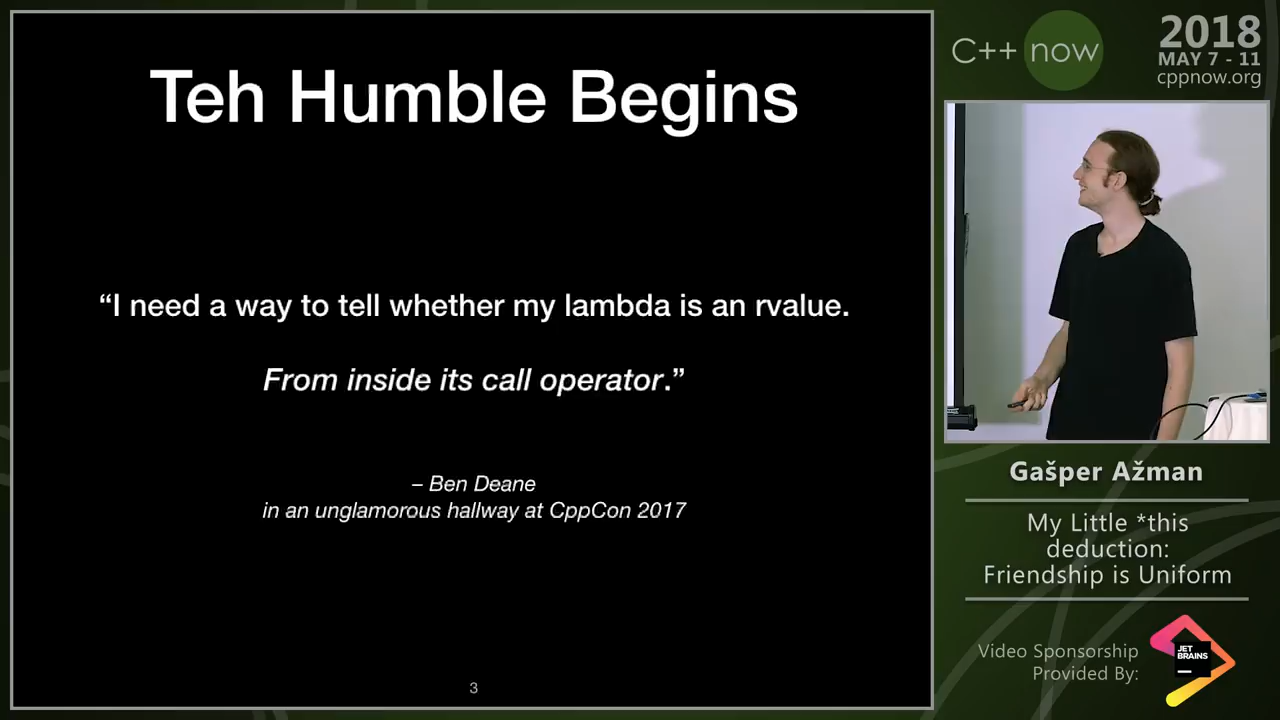 Teh Humble Begins
“I need a way to tell whether my lambda is an rvalue.
From inside its call operator.”
– Ben Deane
in an unglamorous hallway at CppCon 2017
3
C++ now
2018
MAY 7 - 11
cppnow.org
Gašper Ažman
My Little *this
deduction:
Friendship is Uniform
Video Sponsorship
Provided By:
JET
BRAINS